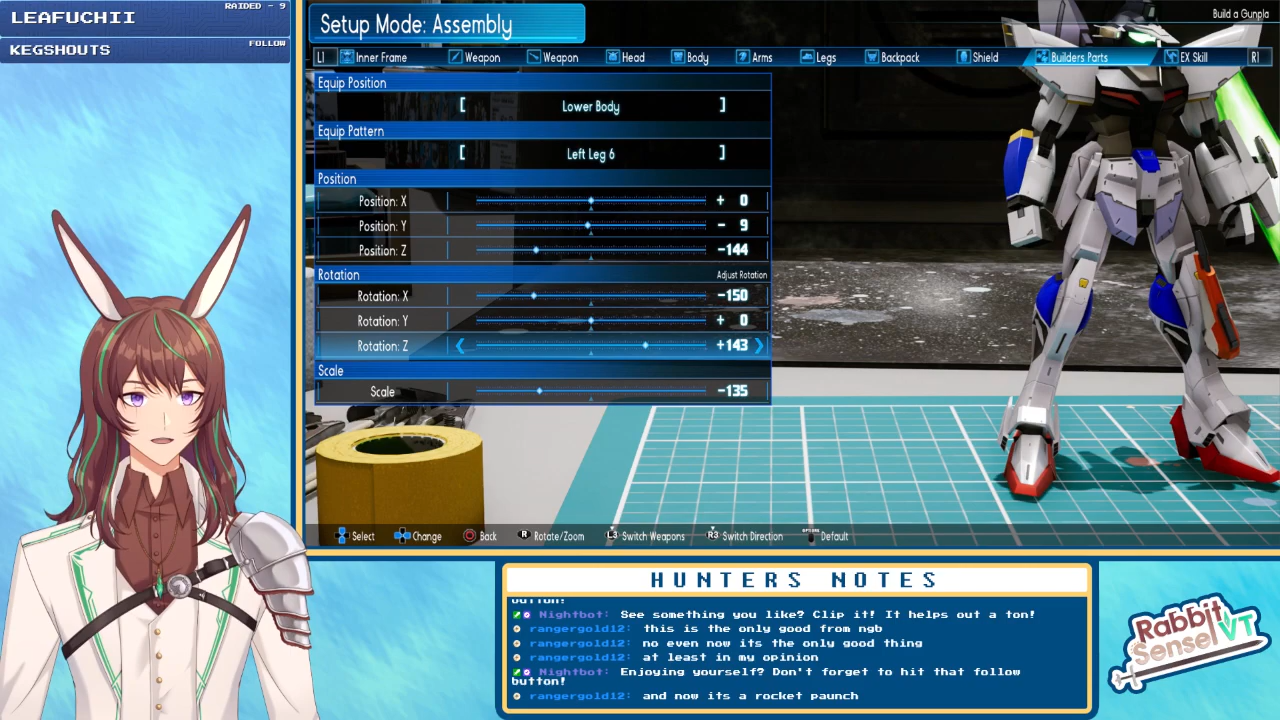 LEAFUCHII
RAIDED - 9
KEGSHOUTS
FOLLOW
Setup Mode: Assembly
Build a Gunpla
L1 Inner Frame Weapon Weapon Head Body Arms Legs Backpack Shield Builders Parts EX Skill R1
Equip Position
[ Lower Body ]
Equip Pattern
[ Left Leg 6 ]
Position
Position: X + 0
Position: Y - 9
Position: Z -144
Rotation Adjust Rotation
Rotation: X -150
Rotation: Y + 0
Rotation: Z +143
Scale
Scale -135
Select Change Back R Rotate/Zoom L3 Switch Weapons R3 Switch Direction OPTIONS Default
HUNTERS NOTES
button!
Nightbot: See something you like? Clip it! It helps out a ton!
rangergold12: this is the only good from ngb
rangergold12: no even now its the only good thing
rangergold12: at least in my opinion
Nightbot: Enjoying yourself? Don't forget to hit that follow
button!
rangergold12: and now its a rocket paunch
Rabbit
Sensei VT